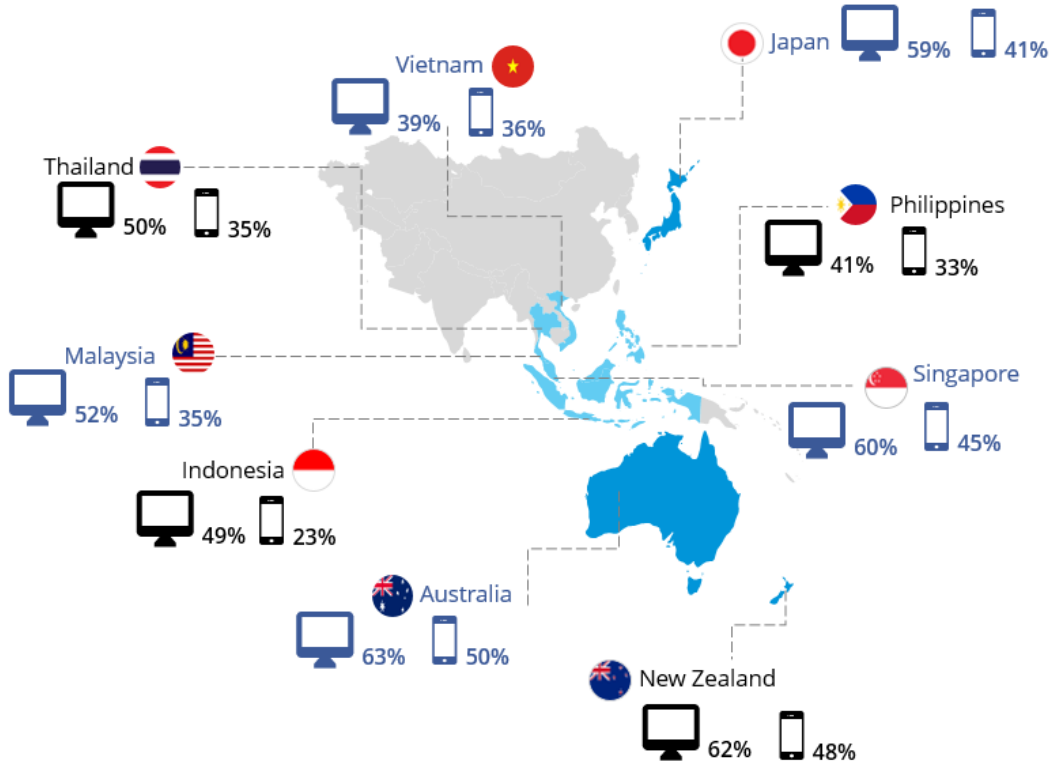 Japan
59%
41%
Vietnam
39%
36%
Thailand
50%
35%
Philippines
41%
33%
Malaysia
52%
35%
Singapore
60%
45%
Indonesia
49%
23%
Australia
63%
50%
New Zealand
62%
48%